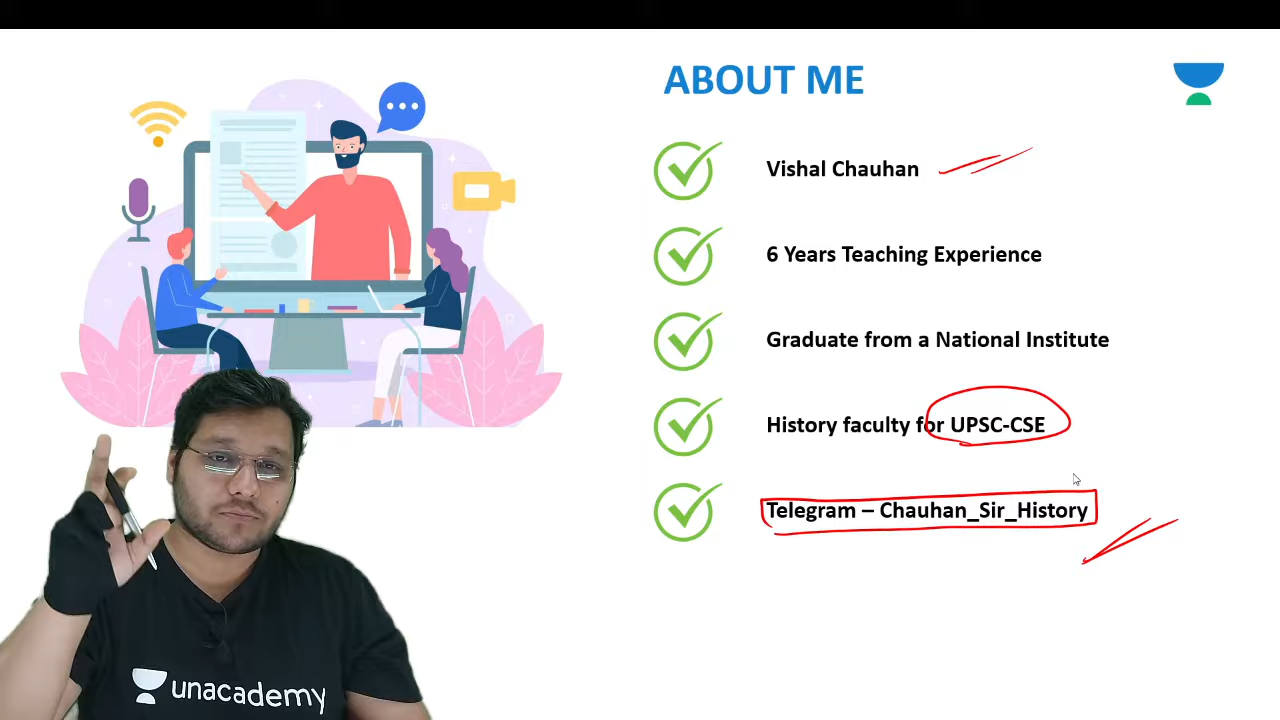 ABOUT ME
Vishal Chauhan
6 Years Teaching Experience
Graduate from a National Institute
History faculty for UPSC-CSE
Telegram – Chauhan_Sir_History
unacademy